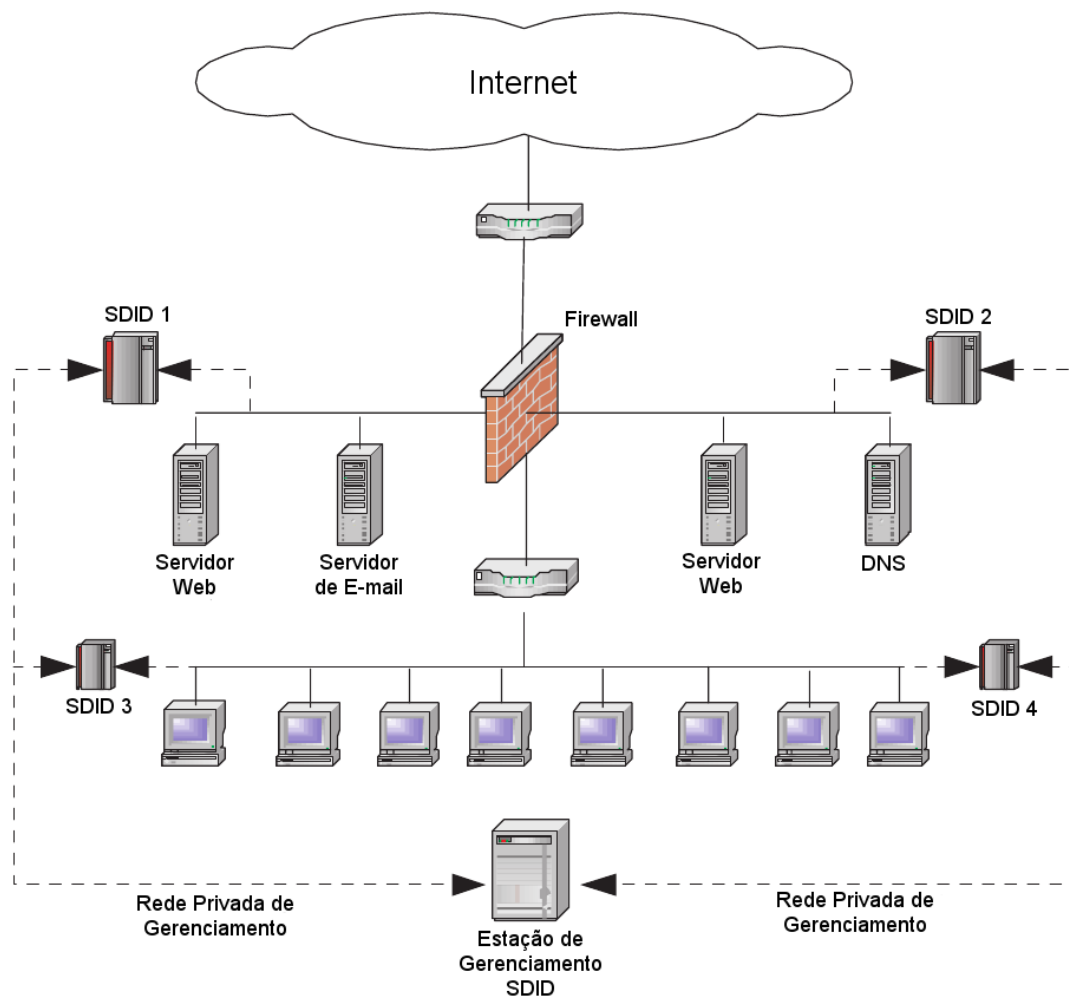 Internet
SDID 1
Firewall
SDID 2
Servidor
Web
Servidor
de E-mail
Servidor
Web
DNS
SDID 3
SDID 4
Rede Privada de
Gerenciamento
Estação de
Gerenciamento
SDID
Rede Privada de
Gerenciamento